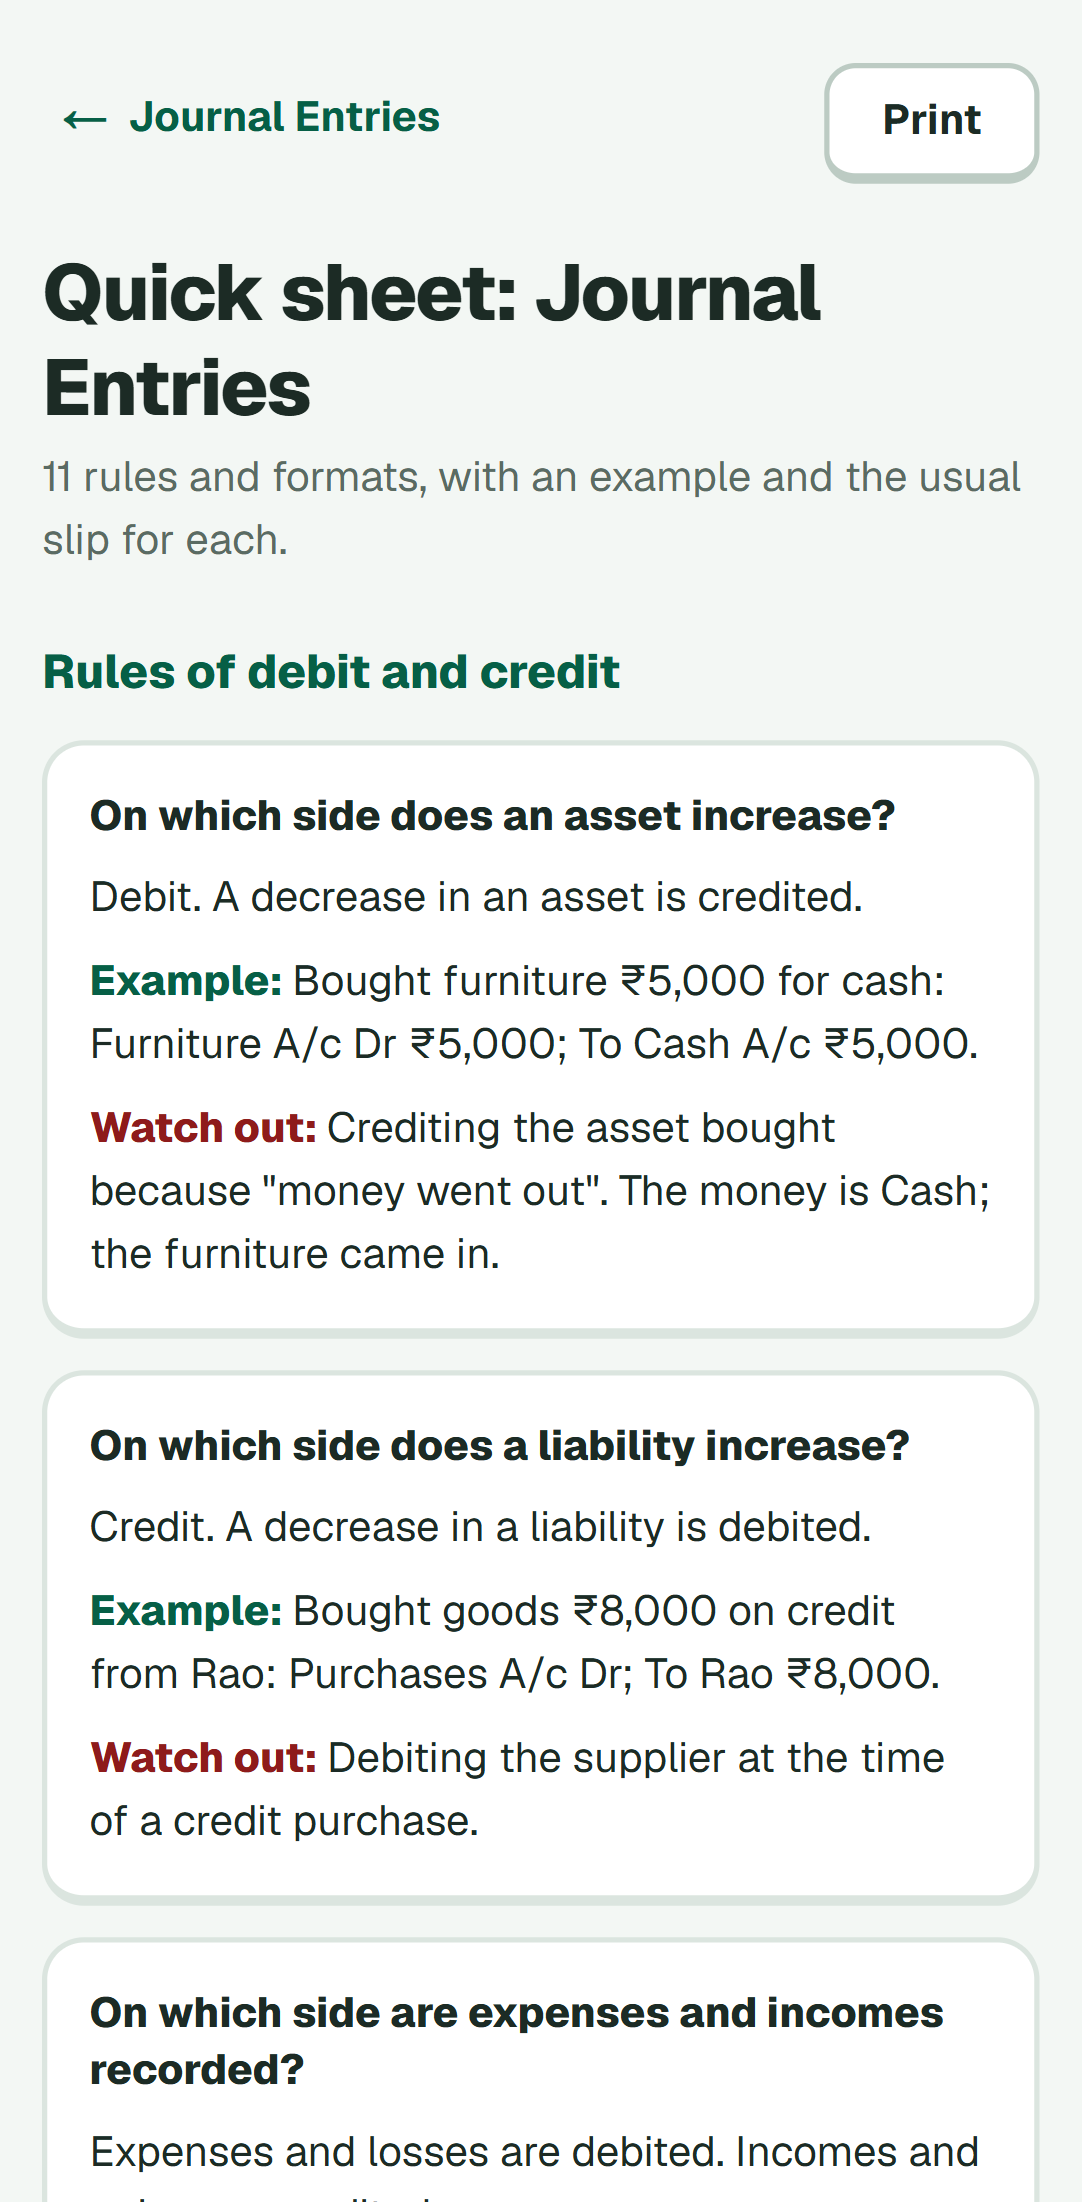 ← Journal Entries
Print
Quick sheet: Journal
Entries
11 rules and formats, with an example and the usual
slip for each.
Rules of debit and credit
On which side does an asset increase?
Debit. A decrease in an asset is credited.
Example: Bought furniture ₹5,000 for cash:
Furniture A/c Dr ₹5,000; To Cash A/c ₹5,000.
Watch out: Crediting the asset bought
because "money went out". The money is Cash;
the furniture came in.
On which side does a liability increase?
Credit. A decrease in a liability is debited.
Example: Bought goods ₹8,000 on credit
from Rao: Purchases A/c Dr; To Rao ₹8,000.
Watch out: Debiting the supplier at the time
of a credit purchase.
On which side are expenses and incomes
recorded?
Expenses and losses are debited. Incomes and